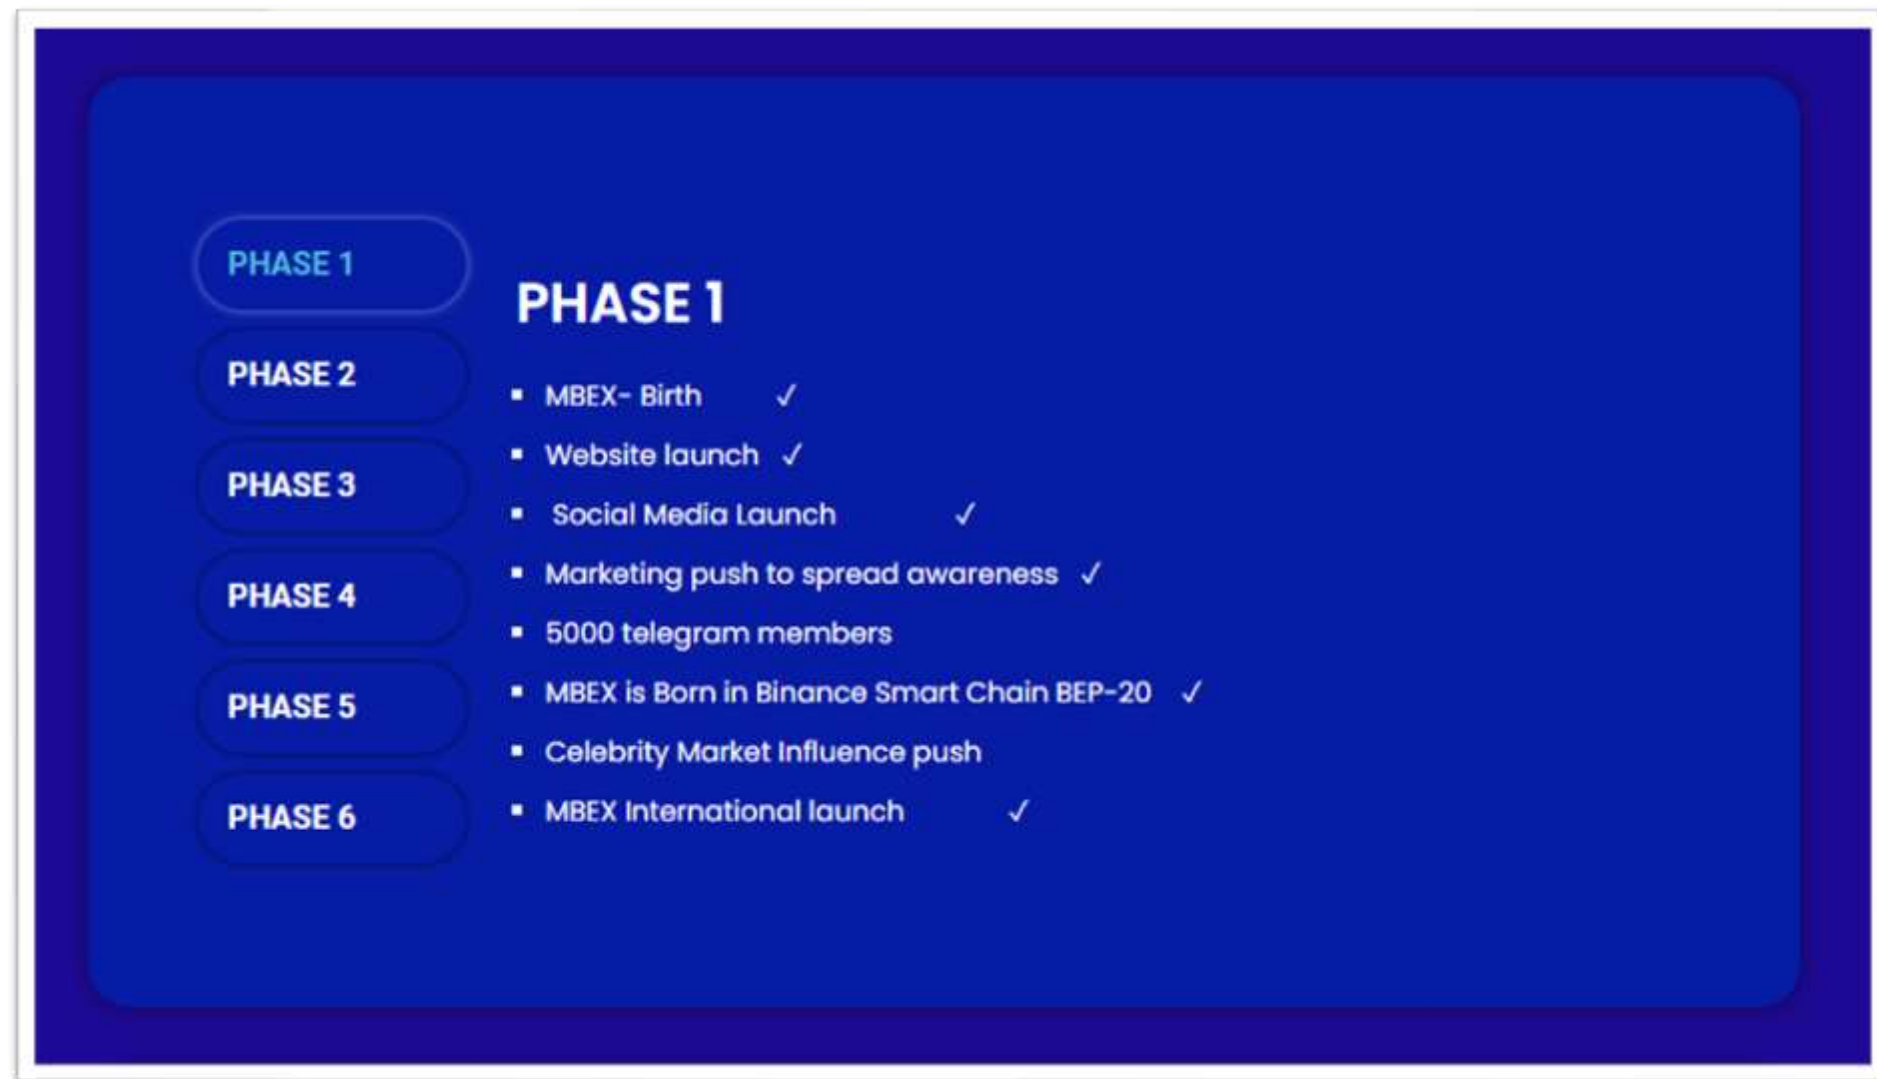 PHASE 1
PHASE 2
PHASE 3
PHASE 4
PHASE 5
PHASE 6
PHASE 1
▪ MBEX- Birth ✓
▪ Website launch ✓
▪ Social Media Launch ✓
▪ Marketing push to spread awareness ✓
▪ 5000 telegram members
▪ MBEX is Born in Binance Smart Chain BEP-20 ✓
▪ Celebrity Market Influence push
▪ MBEX International launch ✓